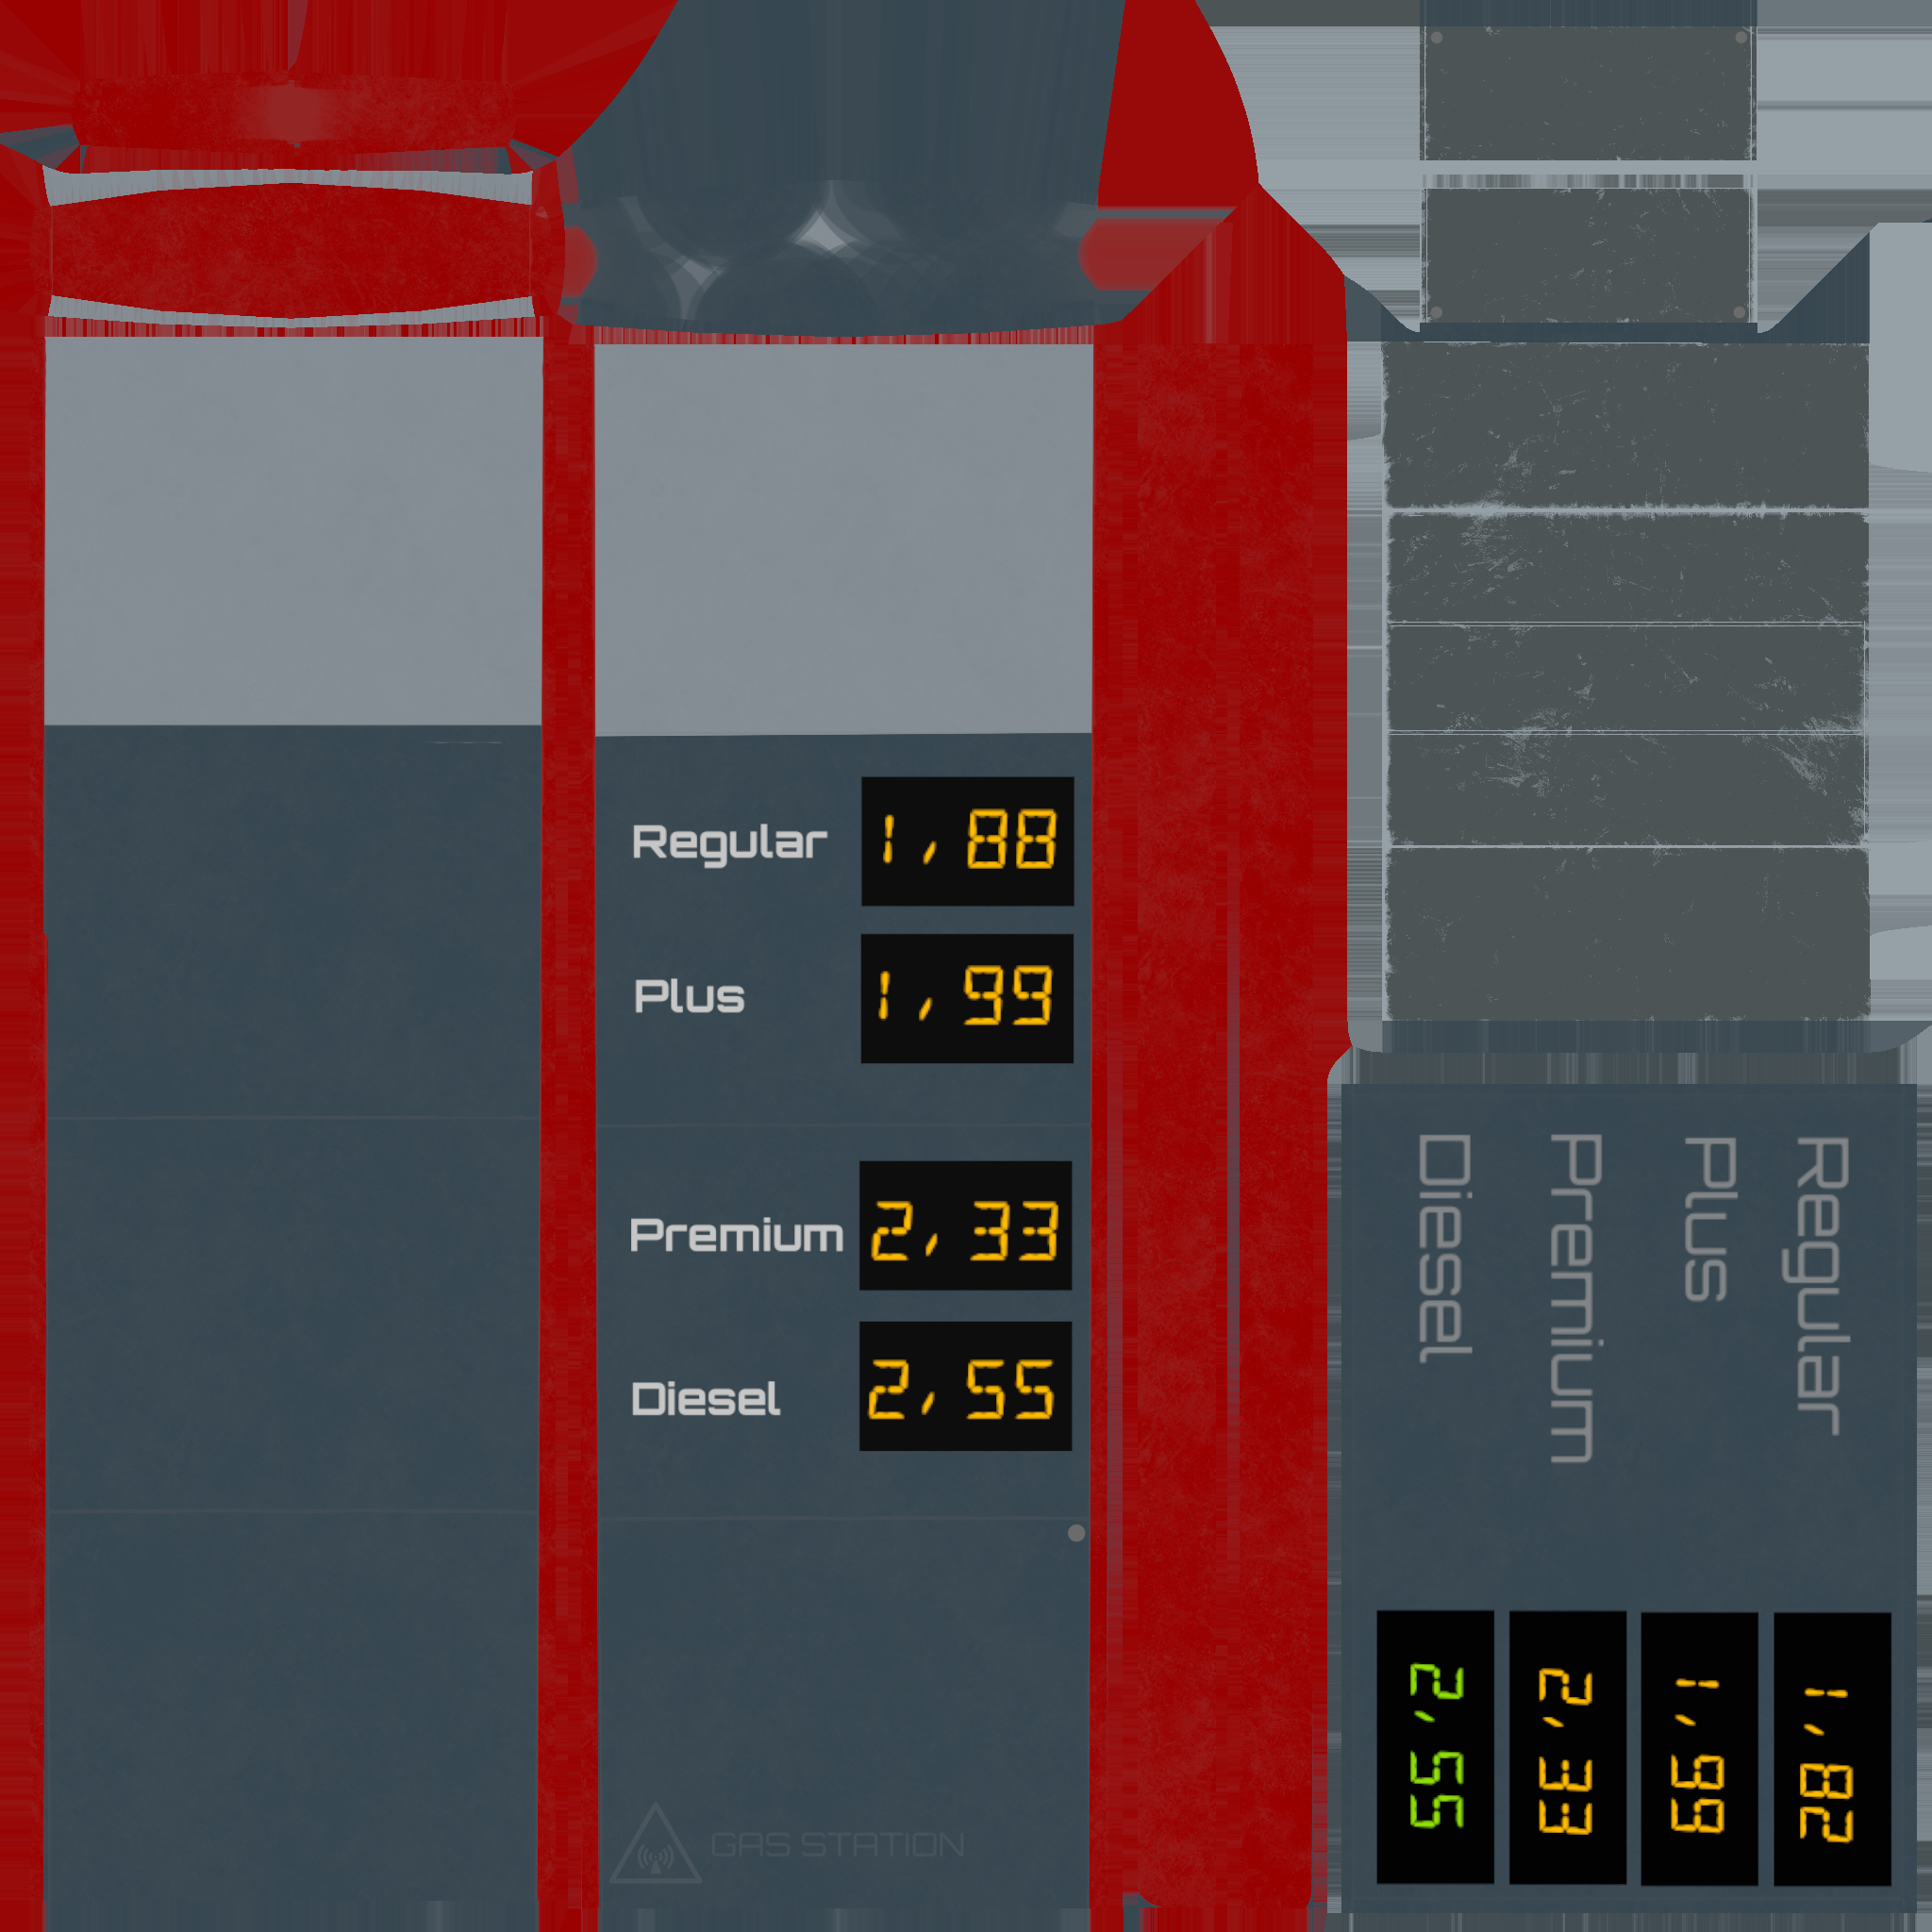 Regular 1,88
Plus 1,99
Premium 2,33
Diesel 2,55
GAS STATION
Regular 1,82
Plus 1,99
Premium 2,33
Diesel 2,55